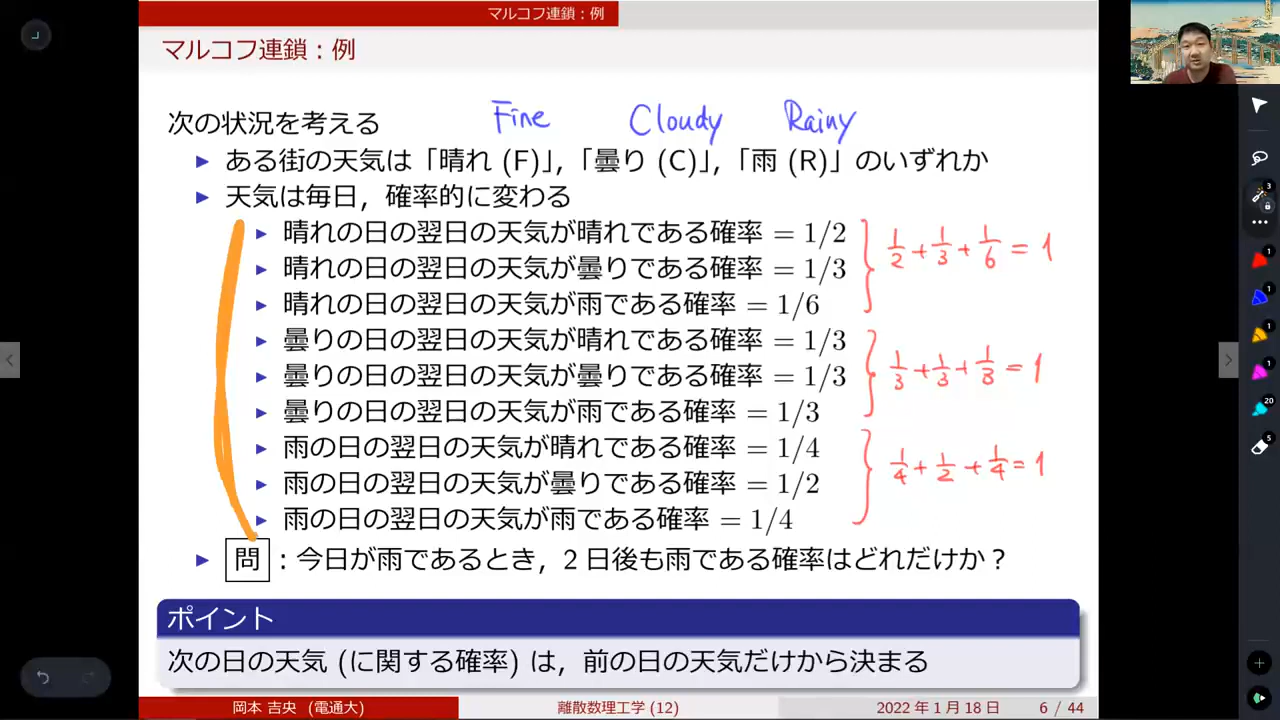 マルコフ連鎖：例
マルコフ連鎖：例
Fine Cloudy Rainy
次の状況を考える
▶ ある街の天気は「晴れ (F)」,「曇り (C)」,「雨 (R)」のいずれか
▶ 天気は毎日，確率的に変わる
▶ 晴れの日の翌日の天気が晴れである確率 = 1/2
▶ 晴れの日の翌日の天気が曇りである確率 = 1/3
▶ 晴れの日の翌日の天気が雨である確率 = 1/6
1/2 + 1/3 + 1/6 = 1
▶ 曇りの日の翌日の天気が晴れである確率 = 1/3
▶ 曇りの日の翌日の天気が曇りである確率 = 1/3
▶ 曇りの日の翌日の天気が雨である確率 = 1/3
1/3 + 1/3 + 1/3 = 1
▶ 雨の日の翌日の天気が晴れである確率 = 1/4
▶ 雨の日の翌日の天気が曇りである確率 = 1/2
▶ 雨の日の翌日の天気が雨である確率 = 1/4
1/4 + 1/2 + 1/4 = 1
▶ 問：今日が雨であるとき，2 日後も雨である確率はどれだけか？
ポイント
次の日の天気 (に関する確率) は，前の日の天気だけから決まる
岡本 吉央 (電通大) 離散数理工学 (12) 2022 年 1 月 18 日 6 / 44
3
1
1
1
1
20
5